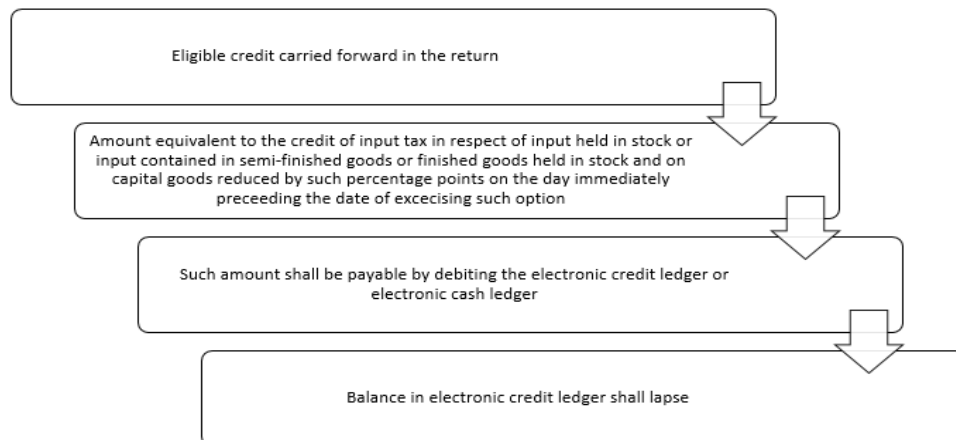 Eligible credit carried forward in the return
Amount equivalent to the credit of input tax in respect of input held in stock or
input contained in semi-finished goods or finished goods held in stock and on
capital goods reduced by such percentage points on the day immediately
preceeding the date of excecising such option
Such amount shall be payable by debiting the electronic credit ledger or
electronic cash ledger
Balance in electronic credit ledger shall lapse